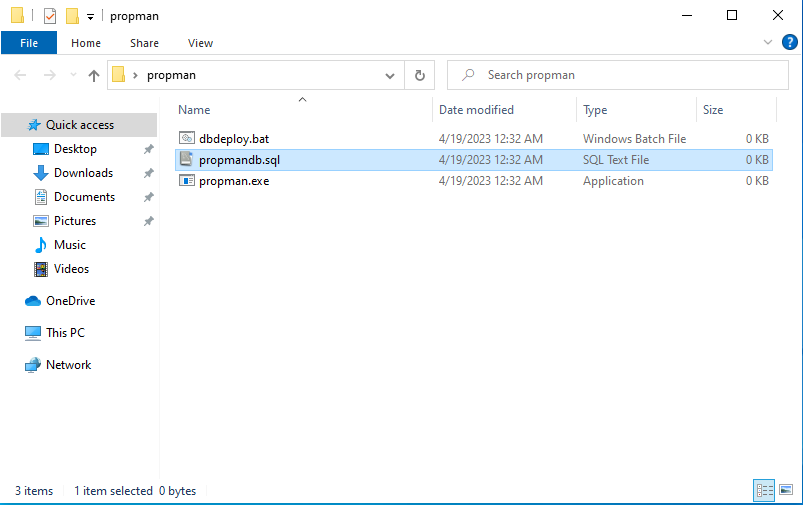 propman
File Home Share View
propman Search propman
Name Date modified Type Size
Quick access
Desktop
Downloads
Documents
Pictures
Music
Videos
OneDrive
This PC
Network
dbdeploy.bat 4/19/2023 12:32 AM Windows Batch File 0 KB
propmandb.sql 4/19/2023 12:32 AM SQL Text File 0 KB
propman.exe 4/19/2023 12:32 AM Application 0 KB
3 items 1 item selected 0 bytes